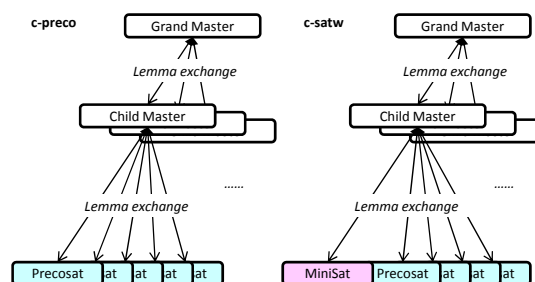 c-preco
Grand Master
Lemma exchange
Child Master
......
Lemma exchange
Precosat at at at at
c-satw
Grand Master
Lemma exchange
Child Master
......
Lemma exchange
MiniSat Precosat at at at